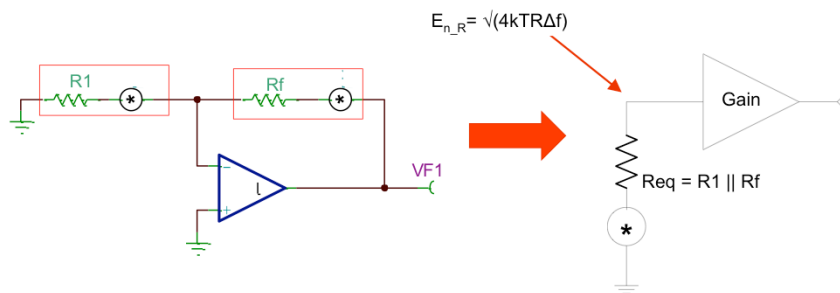 E_n_R= √(4kTRΔf)
R1
Rf
*
*
Gain
-
+
VF1
Req = R1 || Rf
*